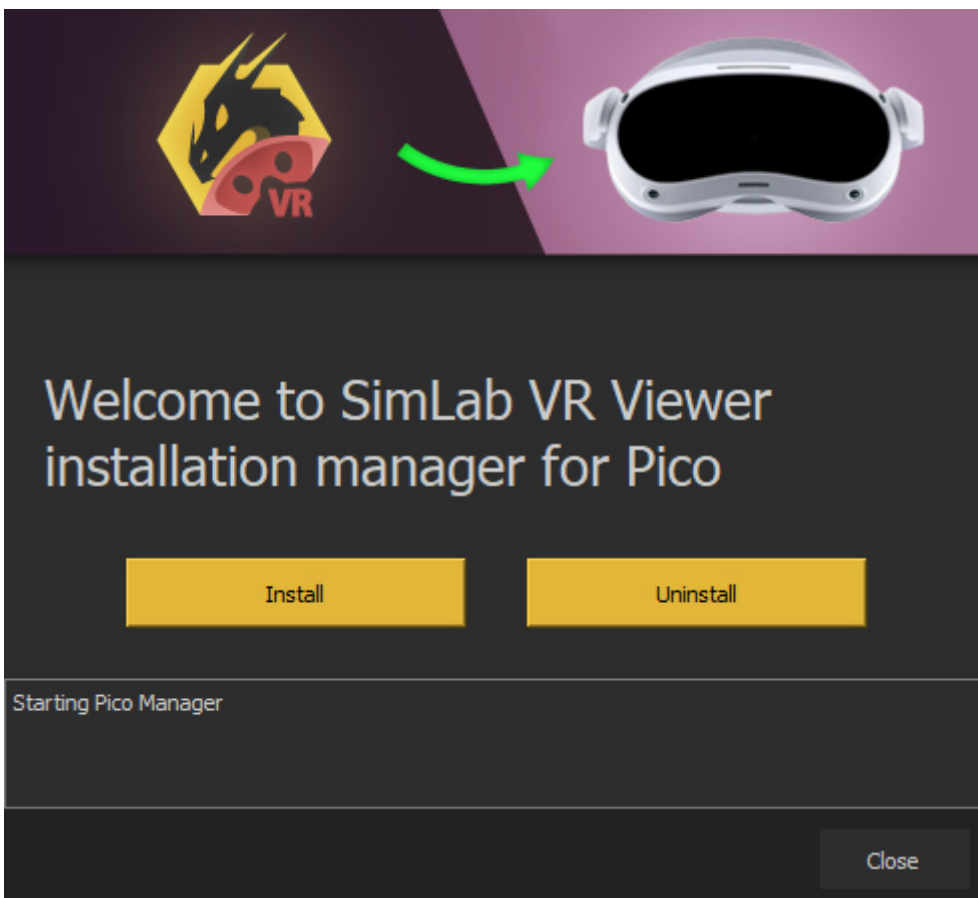 VR
Welcome to SimLab VR Viewer
installation manager for Pico
Install
Uninstall
Starting Pico Manager
Close